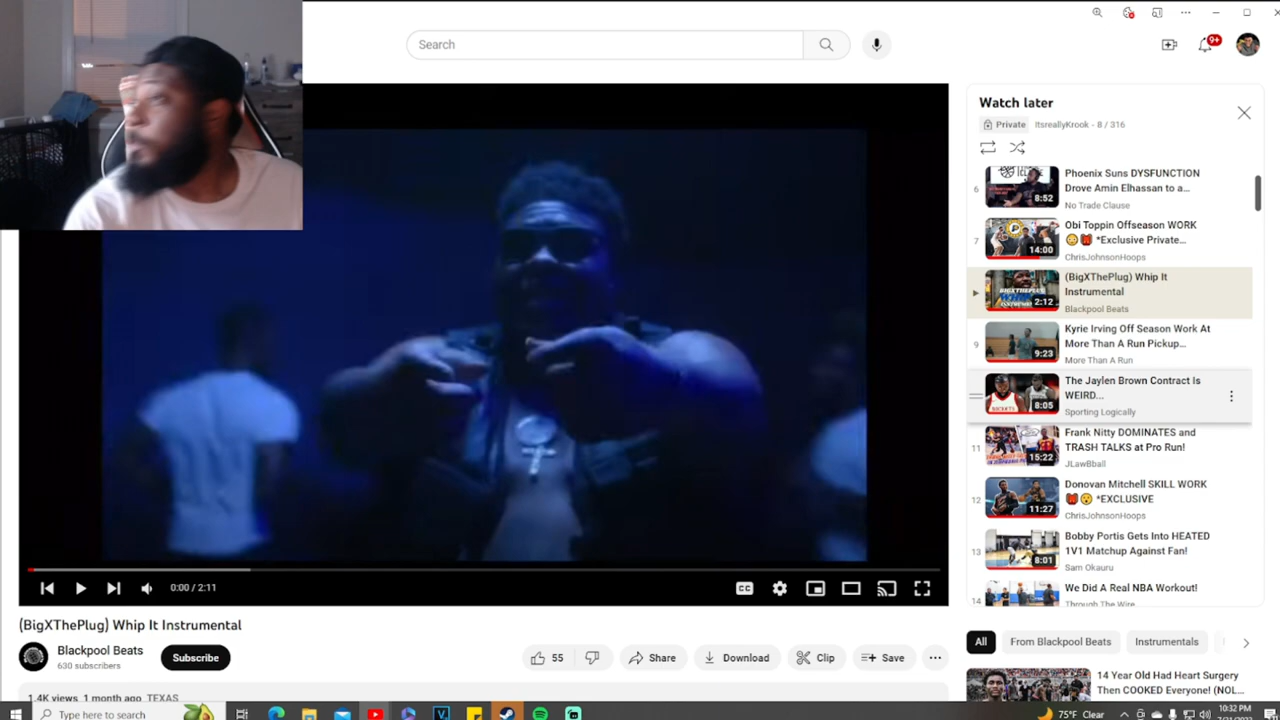 Search
9+
Watch later
Private
ItsreallyKrook - 8 / 316
6
8:52
Phoenix Suns DYSFUNCTION
Drove Amin Elhassan to a...
No Trade Clause
7
14:00
Obi Toppin Offseason WORK
😳🎒 *Exclusive Private...
ChrisJohnsonHoops
2:12
(BigXThePlug) Whip It
Instrumental
Blackpool Beats
9
9:23
Kyrie Irving Off Season Work At
More Than A Run Pickup...
More Than A Run
8:05
The Jaylen Brown Contract Is
WEIRD...
Sporting Logically
11
15:22
Frank Nitty DOMINATES and
TRASH TALKS at Pro Run!
JLawBball
12
11:27
Donovan Mitchell SKILL WORK
🎒😲 *EXCLUSIVE
ChrisJohnsonHoops
13
8:01
Bobby Portis Gets Into HEATED
1V1 Matchup Against Fan!
Sam Okauru
14
We Did A Real NBA Workout!
Through The Wire
0:00 / 2:11
CC
(BigXThePlug) Whip It Instrumental
Blackpool Beats
630 subscribers
Subscribe
55
Share
Download
Clip
Save
1.4K views 1 month ago TEXAS
All
From Blackpool Beats
Instrumentals
14 Year Old Had Heart Surgery
Then COOKED Everyone! (NOL...
Type here to search
75°F Clear
10:32 PM